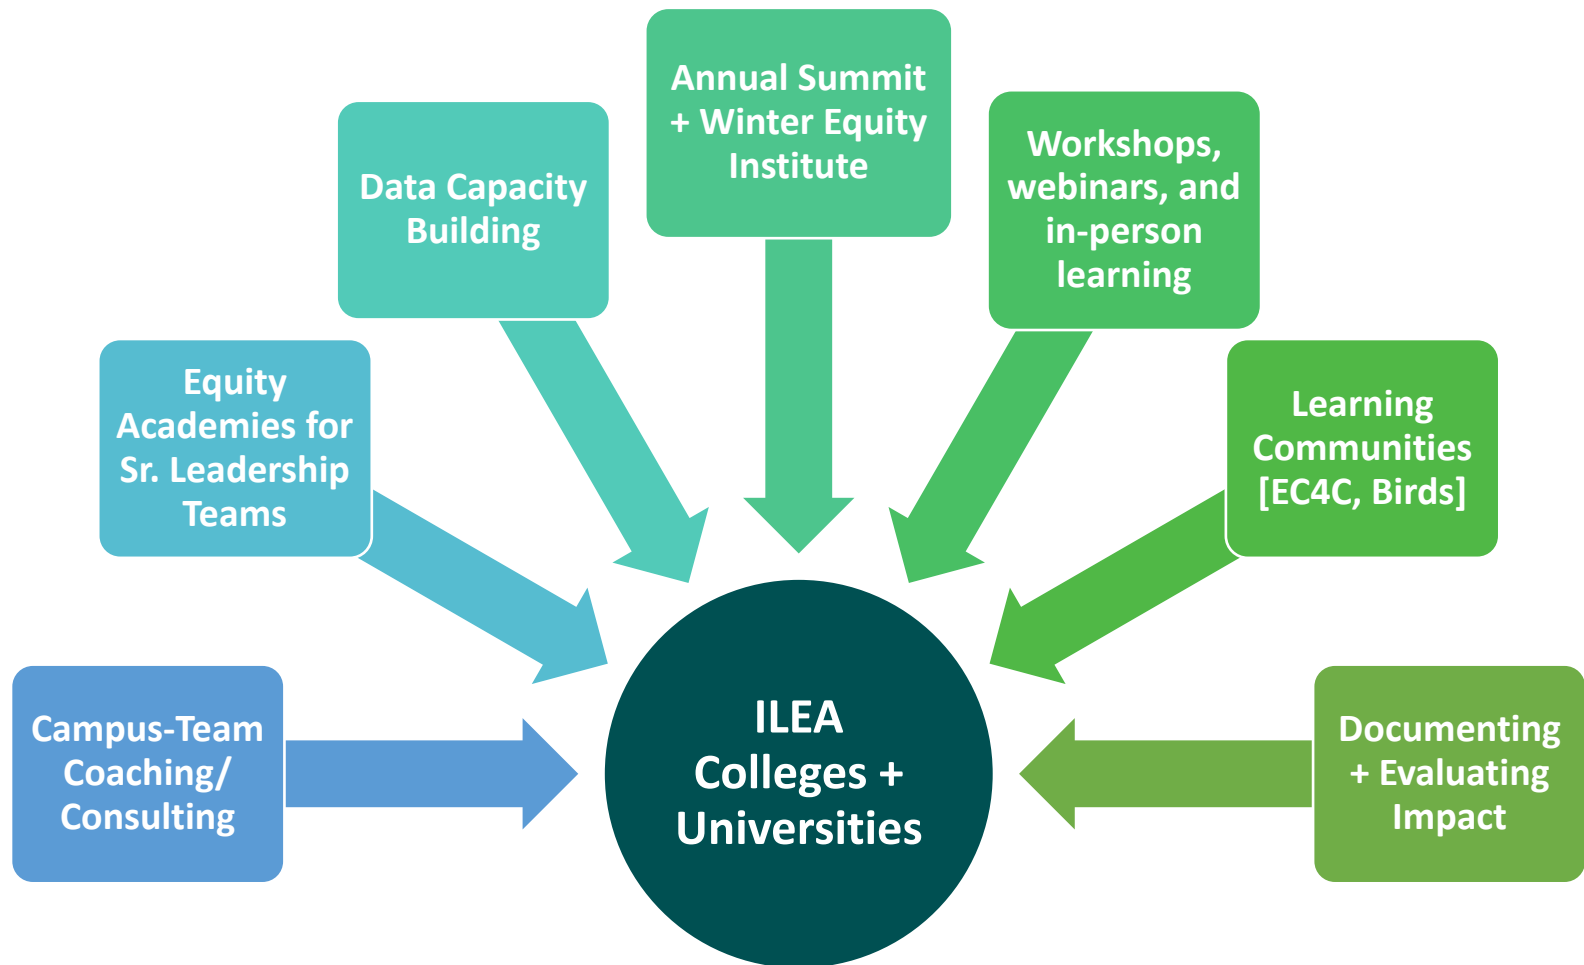 Annual Summit
+ Winter Equity
Institute
Data Capacity
Building
Workshops,
webinars, and
in-person
learning
Equity
Academies for
Sr. Leadership
Teams
Learning
Communities
[EC4C, Birds]
Campus-Team
Coaching/
Consulting
ILEA
Colleges +
Universities
Documenting
+ Evaluating
Impact